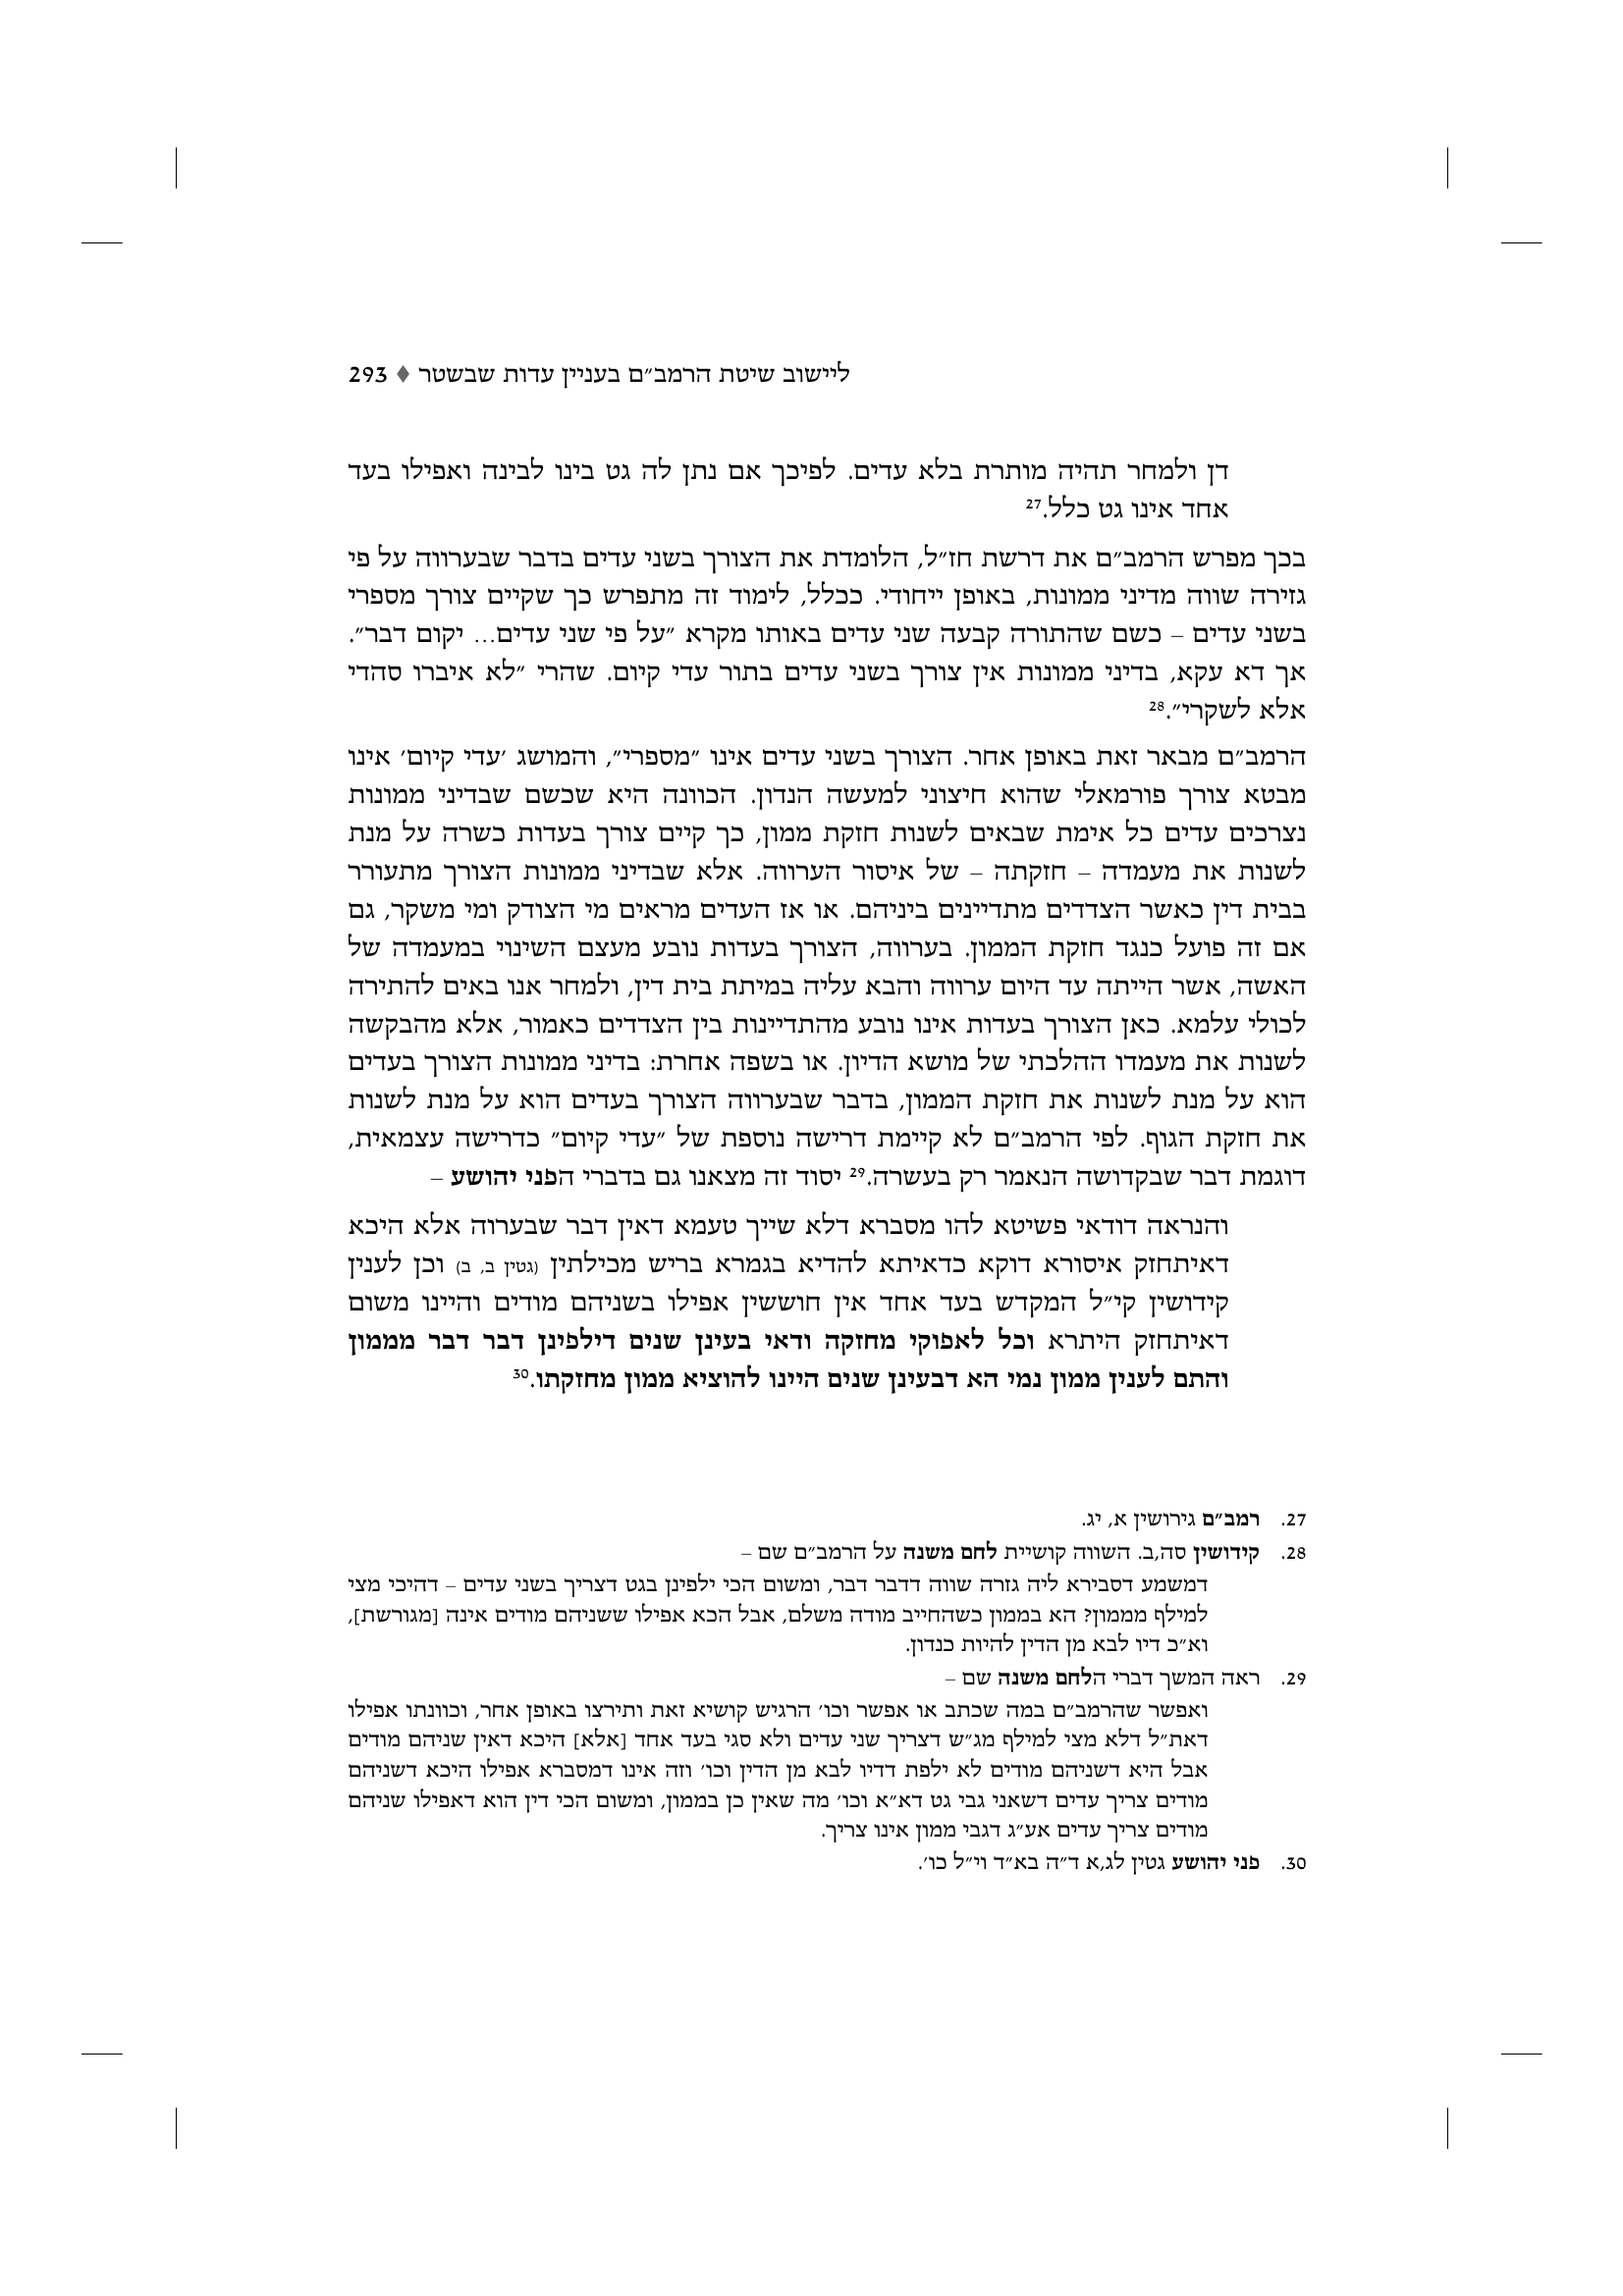 ליישוב שיטת הרמב״ם בעניין עדות שבשטר ♦ 293
דן ולמחר תהיה מותרת בלא עדים. לפיכך אם נתן לה גט בינו לבינה ואפילו בעד
אחד אינו גט כלל.27
בכך מפרש הרמב״ם את דרשת חז״ל, הלומדת את הצורך בשני עדים בדבר שבערווה על פי
גזירה שווה מדיני ממונות, באופן ייחודי. ככלל, לימוד זה מתפרש כך שקיים צורך מספרי
בשני עדים – כשם שהתורה קבעה שני עדים באותו מקרא ״על פי שני עדים... יקום דבר״.
אך דא עקא, בדיני ממונות אין צורך בשני עדים בתור עדי קיום. שהרי ״לא איברו סהדי
אלא לשקרי״.28
הרמב״ם מבאר זאת באופן אחר. הצורך בשני עדים אינו ״מספרי״, והמושג ׳עדי קיום׳ אינו
מבטא צורך פורמאלי שהוא חיצוני למעשה הנדון. הכוונה היא שכשם שבדיני ממונות
נצרכים עדים כל אימת שבאים לשנות חזקת ממון, כך קיים צורך בעדות כשרה על מנת
לשנות את מעמדה – חזקתה – של איסור הערווה. אלא שבדיני ממונות הצורך מתעורר
בבית דין כאשר הצדדים מתדיינים ביניהם. או אז העדים מראים מי הצודק ומי משקר, גם
אם זה פועל כנגד חזקת הממון. בערווה, הצורך בעדות נובע מעצם השינוי במעמדה של
האשה, אשר הייתה עד היום ערווה והבא עליה במיתת בית דין, ולמחר אנו באים להתירה
לכולי עלמא. כאן הצורך בעדות אינו נובע מהתדיינות בין הצדדים כאמור, אלא מהבקשה
לשנות את מעמדו ההלכתי של מושא הדיון. או בשפה אחרת: בדיני ממונות הצורך בעדים
הוא על מנת לשנות את חזקת הממון, בדבר שבערווה הצורך בעדים הוא על מנת לשנות
את חזקת הגוף. לפי הרמב״ם לא קיימת דרישה נוספת של ״עדי קיום״ כדרישה עצמאית,
דוגמת דבר שבקדושה הנאמר רק בעשרה.29 יסוד זה מצאנו גם בדברי הפני יהושע –
והנראה דודאי פשיטא להו מסברא דלא שייך טעמא דאין דבר שבערוה אלא היכא
דאיתחזק איסורא דוקא כדאיתא להדיא בגמרא בריש מכילתין (גטין ב, ב) וכן לענין
קידושין קי״ל המקדש בעד אחד אין חוששין אפילו בשניהם מודים והיינו משום
דאיתחזק היתרא וכל לאפוקי מחזקה ודאי בעינן שנים דילפינן דבר דבר מממון
והתם לענין ממון נמי הא דבעינן שנים היינו להוציא ממון מחזקתו.30
27. רמב״ם גירושין א, יג.
28. קידושין סה,ב. השווה קושיית לחם משנה על הרמב״ם שם –
דמשמע דסבירא ליה גזרה שווה דדבר דבר, ומשום הכי ילפינן בגט דצריך בשני עדים – דהיכי מצי
למילף מממון? הא בממון כשהחייב מודה משלם, אבל הכא אפילו ששניהם מודים אינה [מגורשת],
וא״כ דיו לבא מן הדין להיות כנדון.
29. ראה המשך דברי הלחם משנה שם –
ואפשר שהרמב״ם במה שכתב או אפשר וכו׳ הרגיש קושיא זאת ותירצו באופן אחר, וכוונתו אפילו
דאת״ל דלא מצי למילף מג״ש דצריך שני עדים ולא סגי בעד אחד [אלא] היכא דאין שניהם מודים
אבל היא דשניהם מודים לא ילפת דדיו לבא מן הדין וכו׳ וזה אינו דמסברא אפילו היכא דשניהם
מודים צריך עדים דשאני גבי גט דא״א וכו׳ מה שאין כן בממון, ומשום הכי דין הוא דאפילו שניהם
מודים צריך עדים אע״ג דגבי ממון אינו צריך.
30. פני יהושע גטין לג,א ד״ה בא״ד וי״ל כו׳.